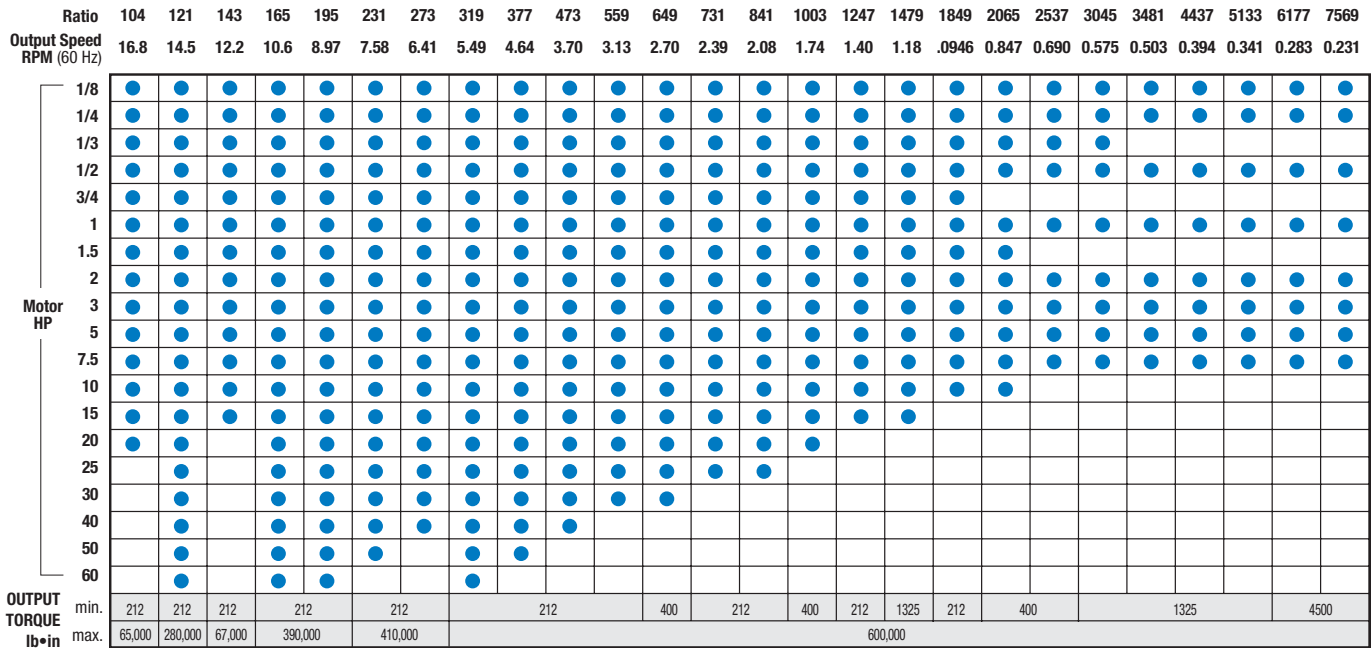 Ratio 104 121 143 165 195 231 273 319 377 473 559 649 731 841 1003 1247 1479 1849 2065 2537 3045 3481 4437 5133 6177 7569
Output Speed
RPM (60 Hz) 16.8 14.5 12.2 10.6 8.97 7.58 6.41 5.49 4.64 3.70 3.13 2.70 2.39 2.08 1.74 1.40 1.18 .0946 0.847 0.690 0.575 0.503 0.394 0.341 0.283 0.231
1/8
1/4
1/3
1/2
3/4
1
1.5
2
Motor
HP
3
5
7.5
10
15
20
25
30
40
50
60
OUTPUT
TORQUE
lb•in
min. 212 212 212 212 212 212 400 212 400 212 1325 212 400 1325 4500
max. 65,000 280,000 67,000 390,000 410,000 600,000